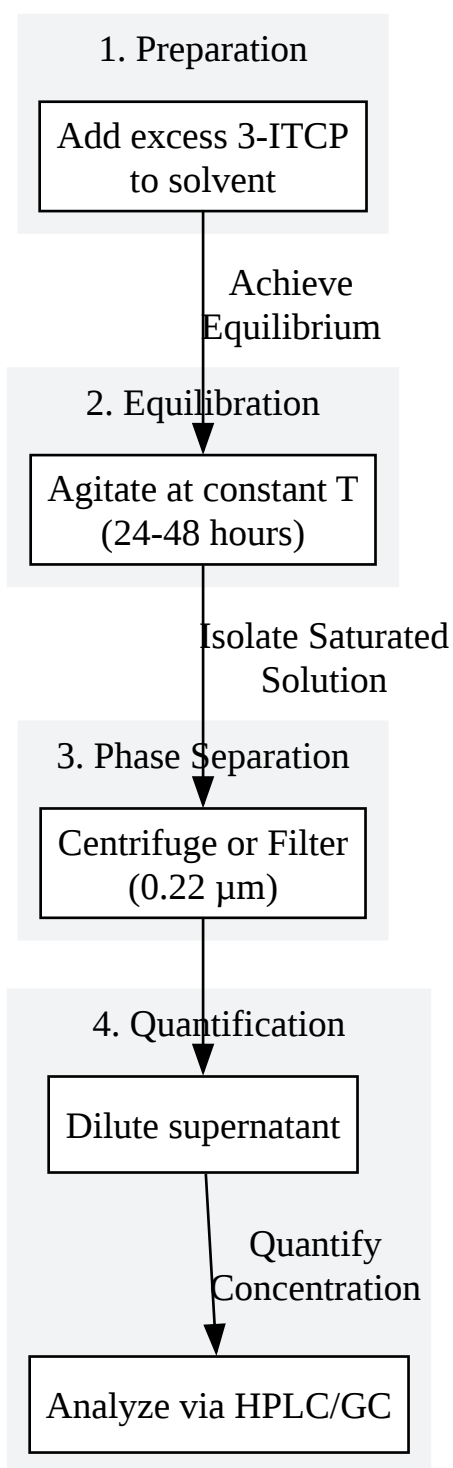 1. Preparation
Add excess 3-ITCP
to solvent
Achieve
Equilibrium
2. Equilibration
Agitate at constant T
(24-48 hours)
Isolate Saturated
Solution
3. Phase Separation
Centrifuge or Filter
(0.22 µm)
4. Quantification
Dilute supernatant
Quantify
Concentration
Analyze via HPLC/GC